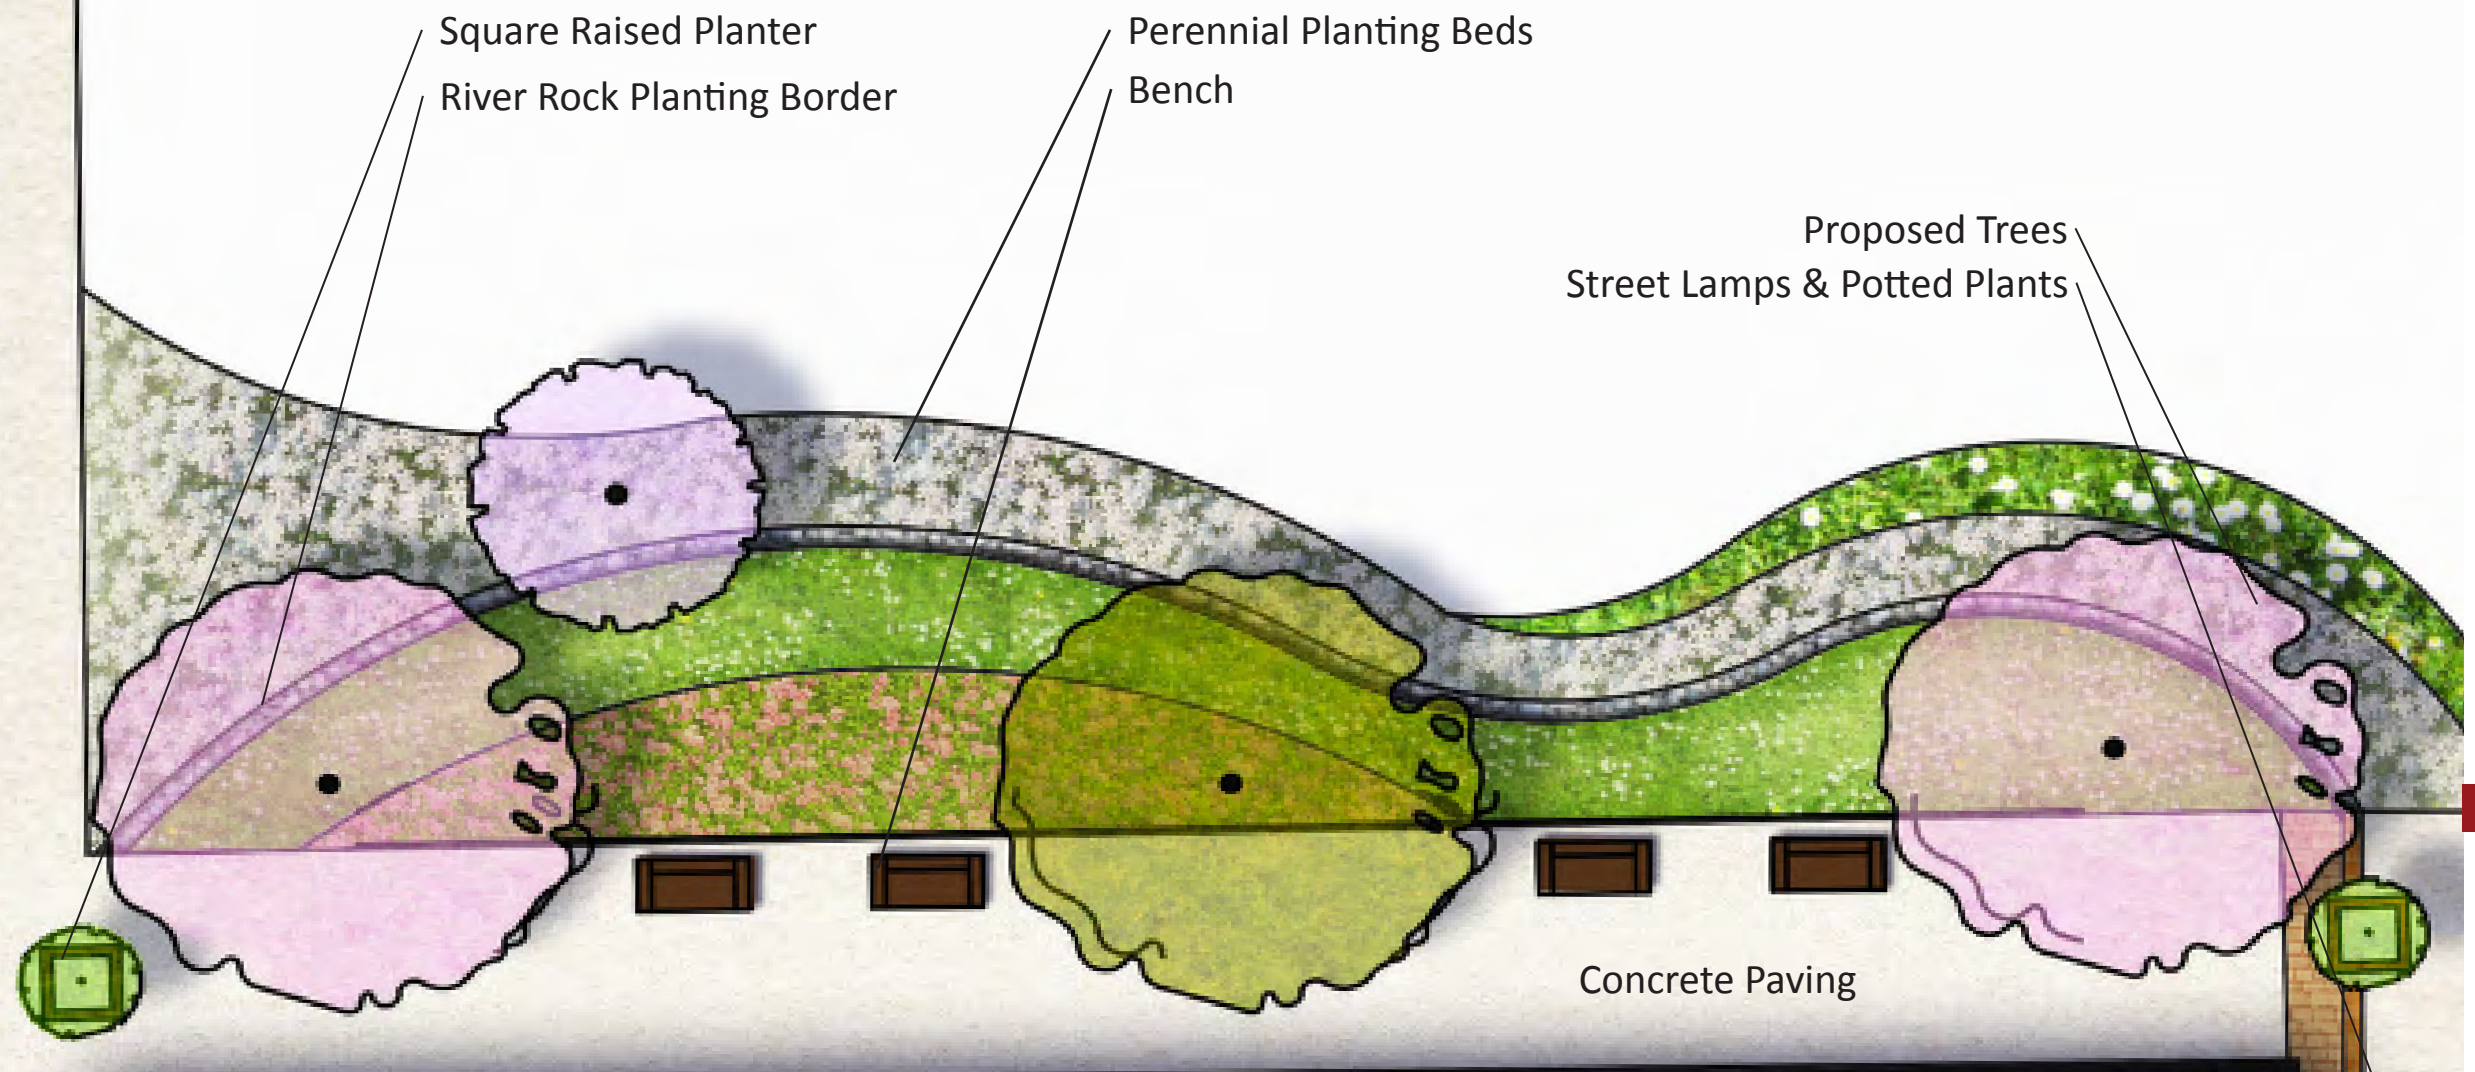 Square Raised Planter
River Rock Planting Border
Perennial Planting Beds
Bench
Proposed Trees
Street Lamps & Potted Plants
Concrete Paving